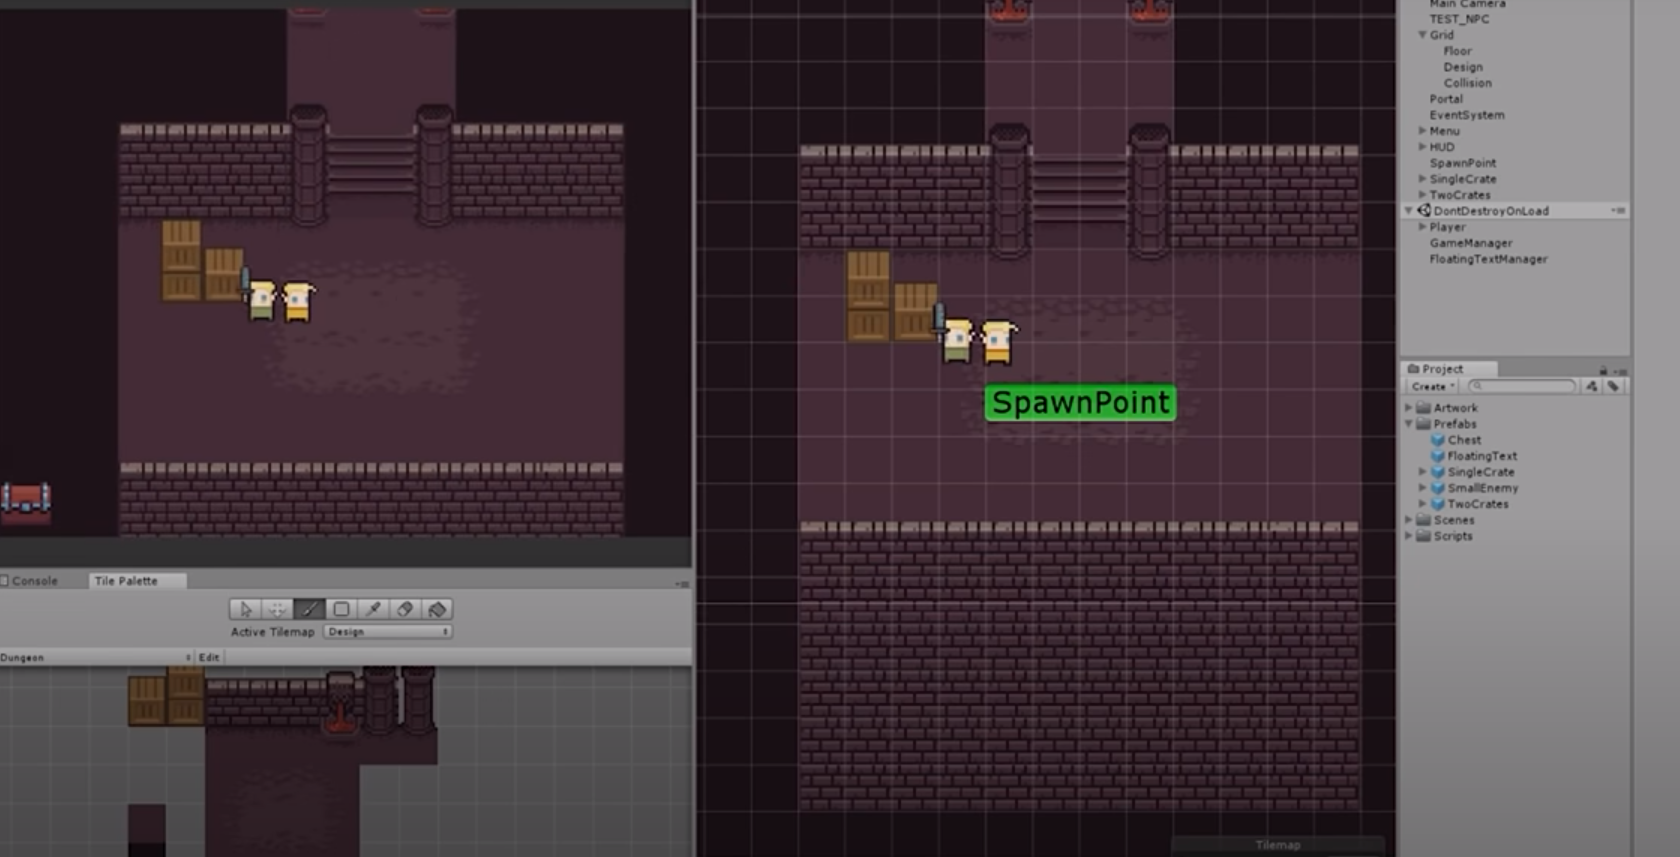 Main Camera
TEST_NPC
Grid
Floor
Design
Collision
Portal
EventSystem
Menu
HUD
SpawnPoint
SingleCrate
TwoCrates
DontDestroyOnLoad
Player
GameManager
FloatingTextManager
SpawnPoint
Project
Create
Artwork
Prefabs
Chest
FloatingText
SingleCrate
SmallEnemy
TwoCrates
Scenes
Scripts
Console Tile Palette
Active Tilemap Design
Dungeon Edit
Tilemap